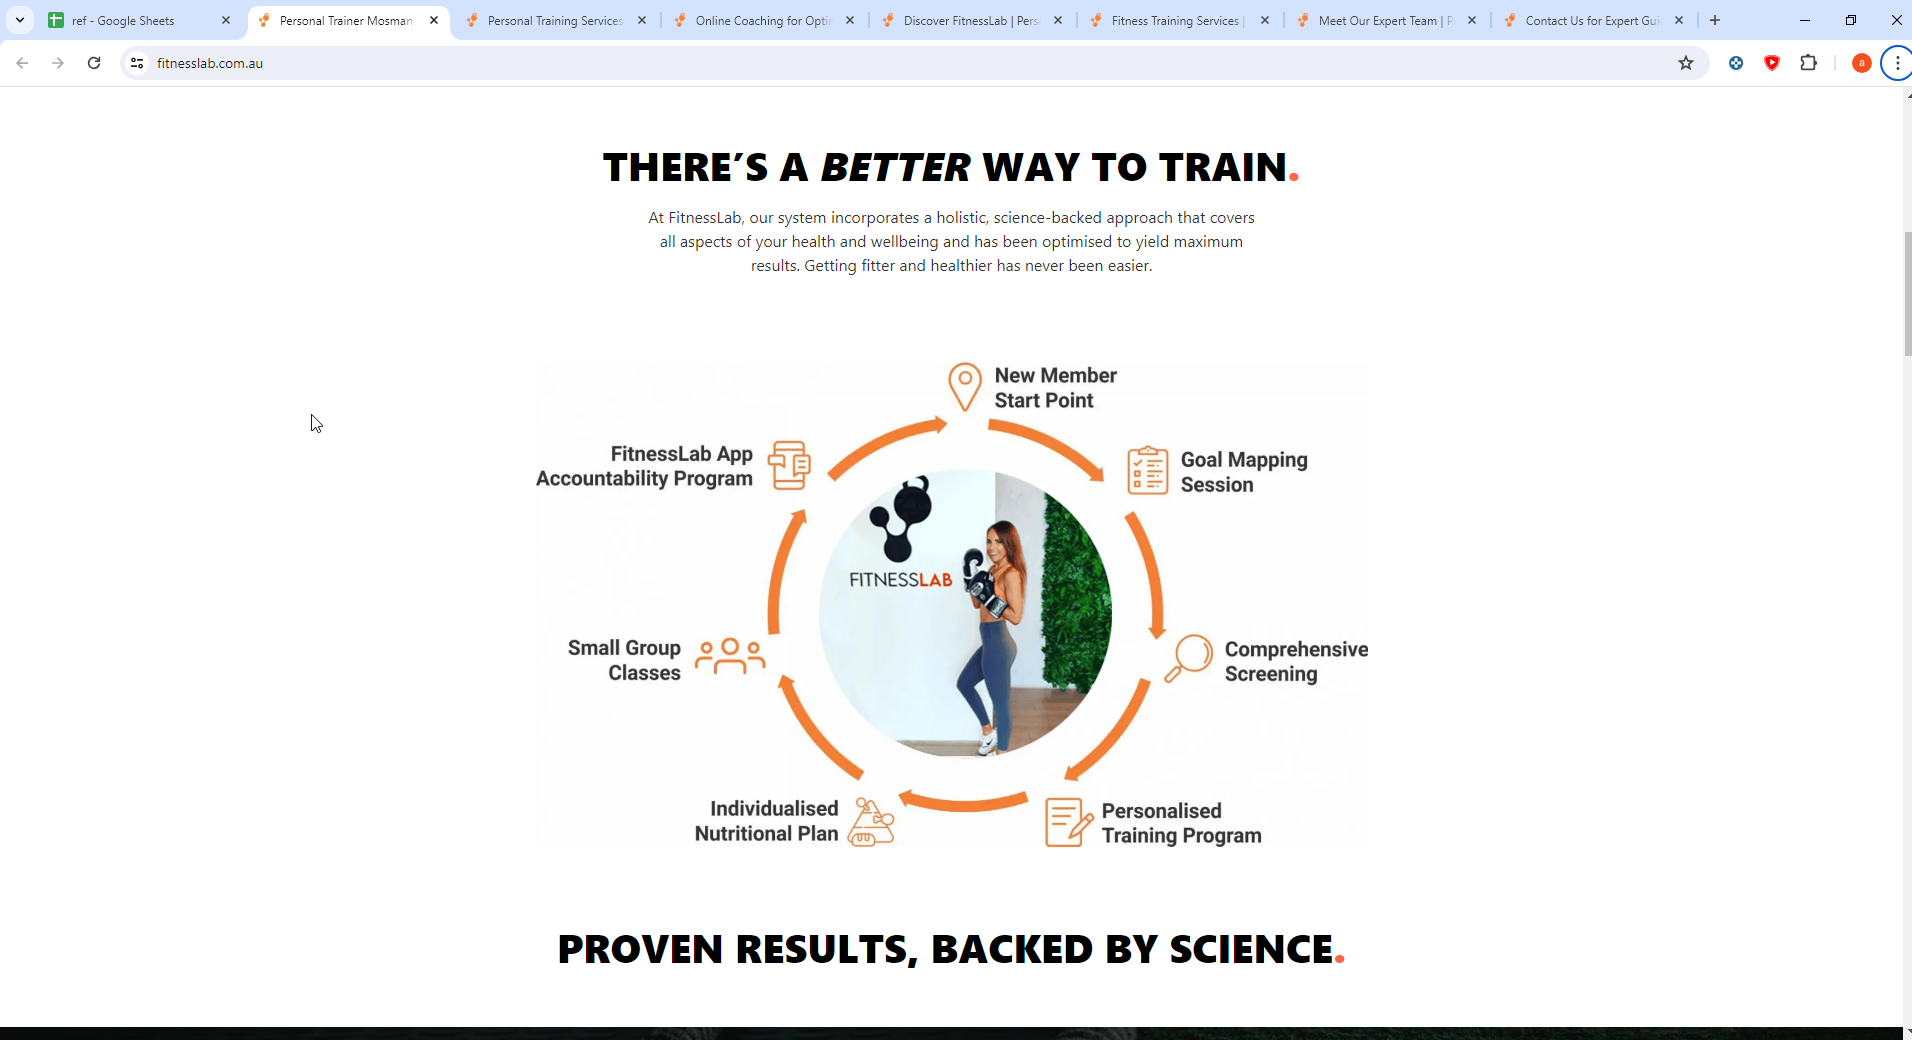 ref - Google Sheets
Personal Trainer Mosman
Personal Training Services
Online Coaching for Opti
Discover FitnessLab | Pers
Fitness Training Services |
Meet Our Expert Team | P
Contact Us for Expert Gui
fitnesslab.com.au
a
THERE’S A BETTER WAY TO TRAIN.
At FitnessLab, our system incorporates a holistic, science-backed approach that covers
all aspects of your health and wellbeing and has been optimised to yield maximum
results. Getting fitter and healthier has never been easier.
New Member
Start Point
Goal Mapping
Session
Comprehensive
Screening
Personalised
Training Program
Individualised
Nutritional Plan
Small Group
Classes
FitnessLab App
Accountability Program
FITNESSLAB
PROVEN RESULTS, BACKED BY SCIENCE.